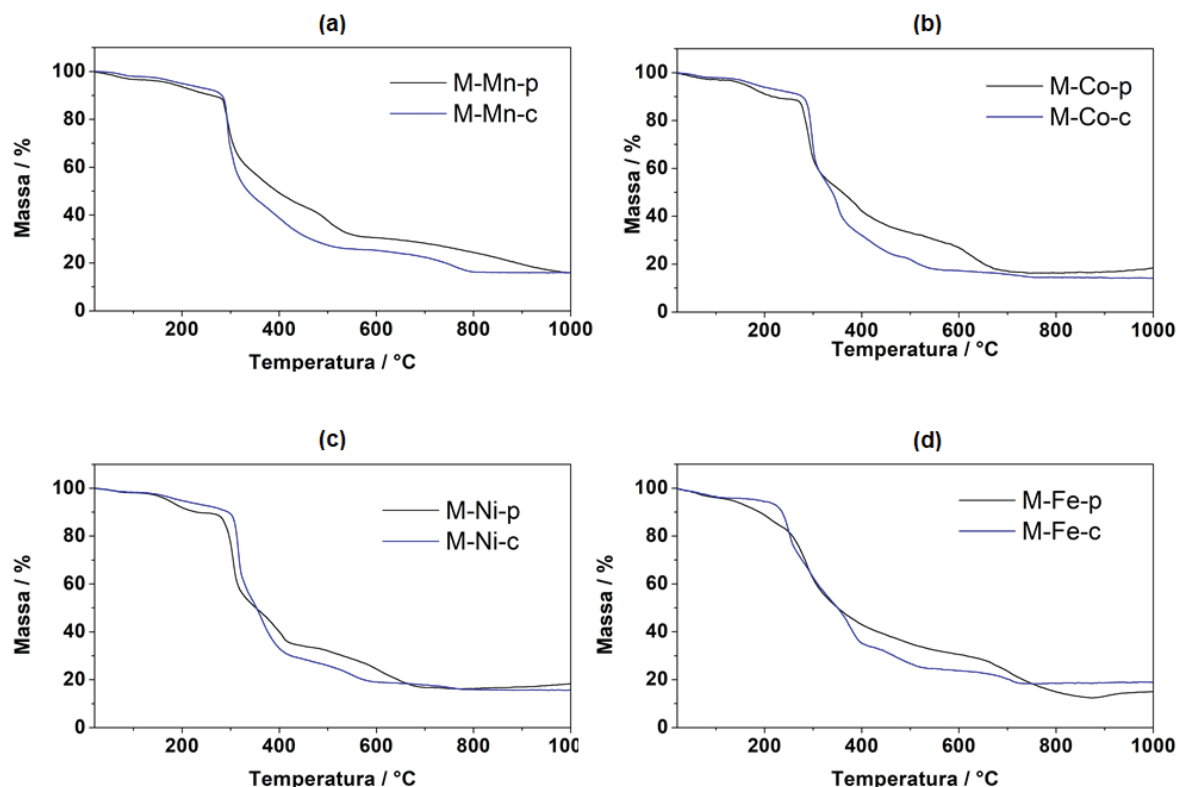 (a)
M-Mn-p
M-Mn-c
Massa / %
100
80
60
40
20
0
200 400 600 800 1000
Temperatura / °C
(b)
M-Co-p
M-Co-c
Massa / %
100
80
60
40
20
0
200 400 600 800 1000
Temperatura / °C
(c)
M-Ni-p
M-Ni-c
Massa / %
100
80
60
40
20
0
200 400 600 800 100
Temperatura / °C
(d)
M-Fe-p
M-Fe-c
Massa / %
100
80
60
40
20
0
200 400 600 800 1000
Temperatura / °C